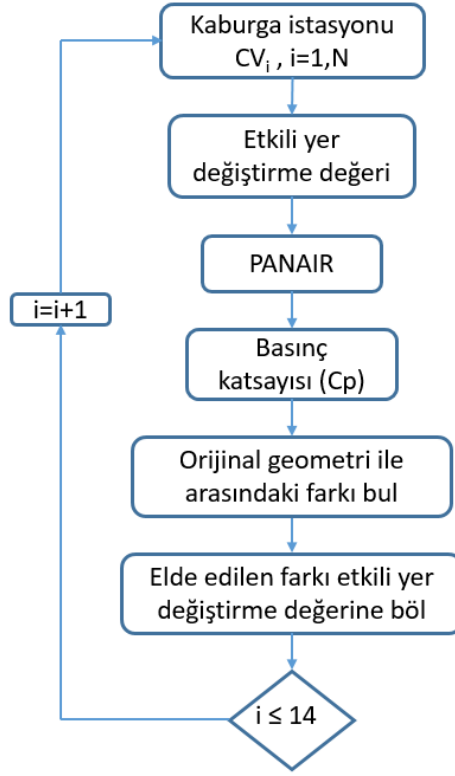 Kaburga istasyonu
CVi , i=1,N
Etkili yer
değiştirme değeri
PANAIR
i=i+1
Basınç
katsayısı (Cp)
Orijinal geometri ile
arasındaki farkı bul
Elde edilen farkı etkili yer
değiştirme değerine böl
i ≤ 14